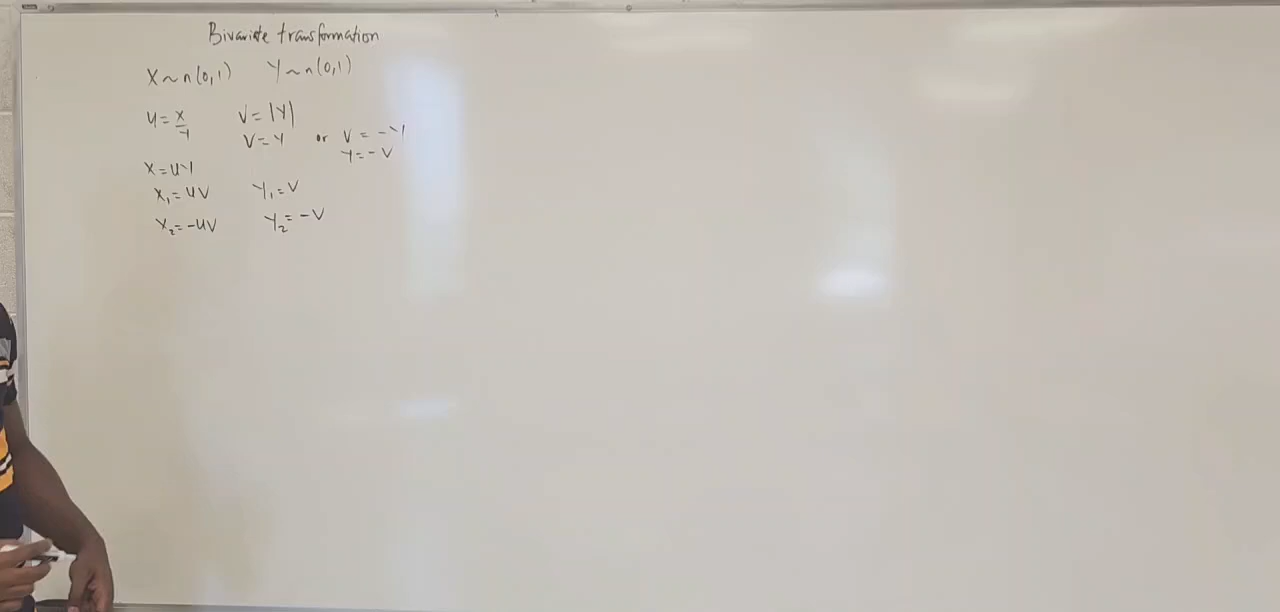 Bivariate transformation
X ~ n(0,1) Y ~ n(0,1)
U = X/Y V = |Y|
V = Y or V = -Y
Y = -V
X = UY
X₁ = UV Y₁ = V
X₂ = -UV Y₂ = -V